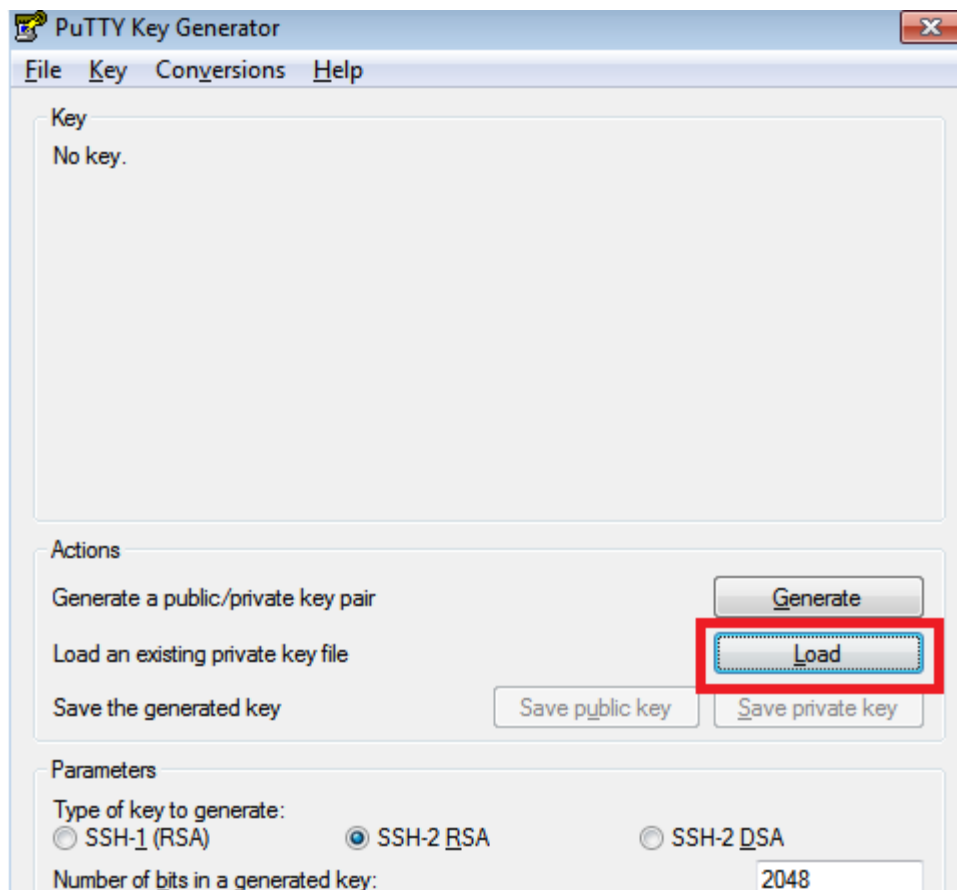 PuTTY Key Generator
File Key Conversions Help
Key
No key.
Actions
Generate a public/private key pair
Generate
Load an existing private key file
Load
Save the generated key
Save public key
Save private key
Parameters
Type of key to generate:
SSH-1 (RSA)
SSH-2 RSA
SSH-2 DSA
Number of bits in a generated key:
2048